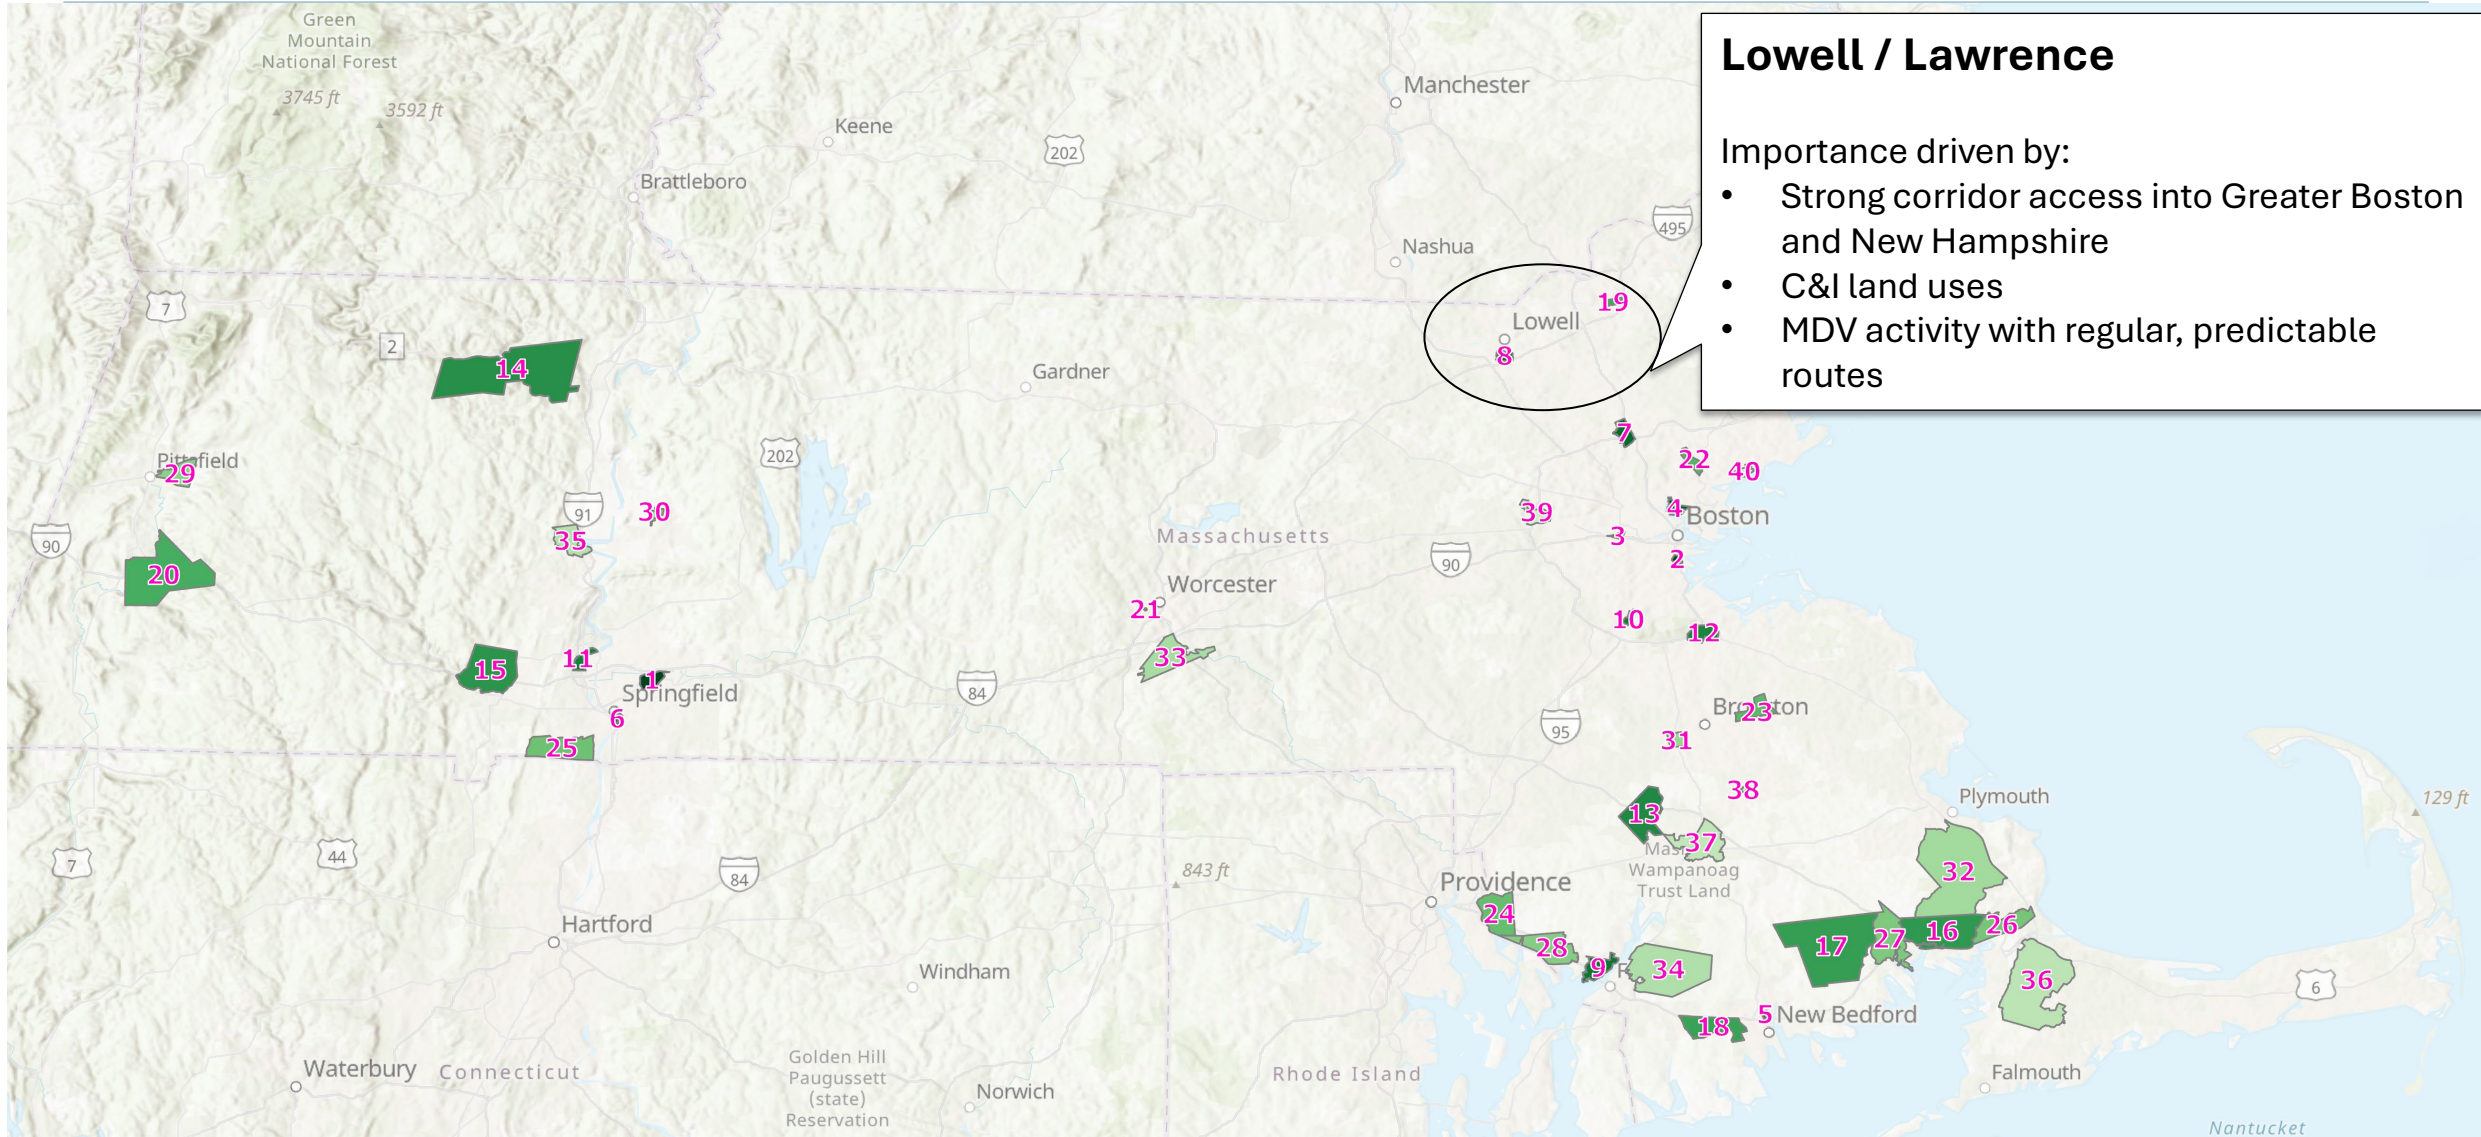 Green
Mountain
National Forest
3745 ft
3592 ft
Manchester
Keene
202
Brattleboro
Nashua
495
Lowell / Lawrence
Importance driven by:
• Strong corridor access into Greater Boston
and New Hampshire
• C&I land uses
• MDV activity with regular, predictable
routes
7
2
14
19
Lowell
8
Gardner
7
Pittsfield
29
202
22
40
91
30
39
4
Boston
35
90
Massachusetts
3
90
2
20
Worcester
21
10
12
33
11
15
1
Springfield
84
6
25
Brockton
23
95
31
38
Plymouth
129 ft
13
37
Wampanoag
Trust Land
7
44
84
843 ft
32
Providence
24
Hartford
28
27
16
26
17
9
F
34
36
Windham
6
5
New Bedford
18
Golden Hill
Paugussett
(state)
Reservation
Waterbury
Connecticut
Norwich
Rhode Island
Falmouth
Nantucket